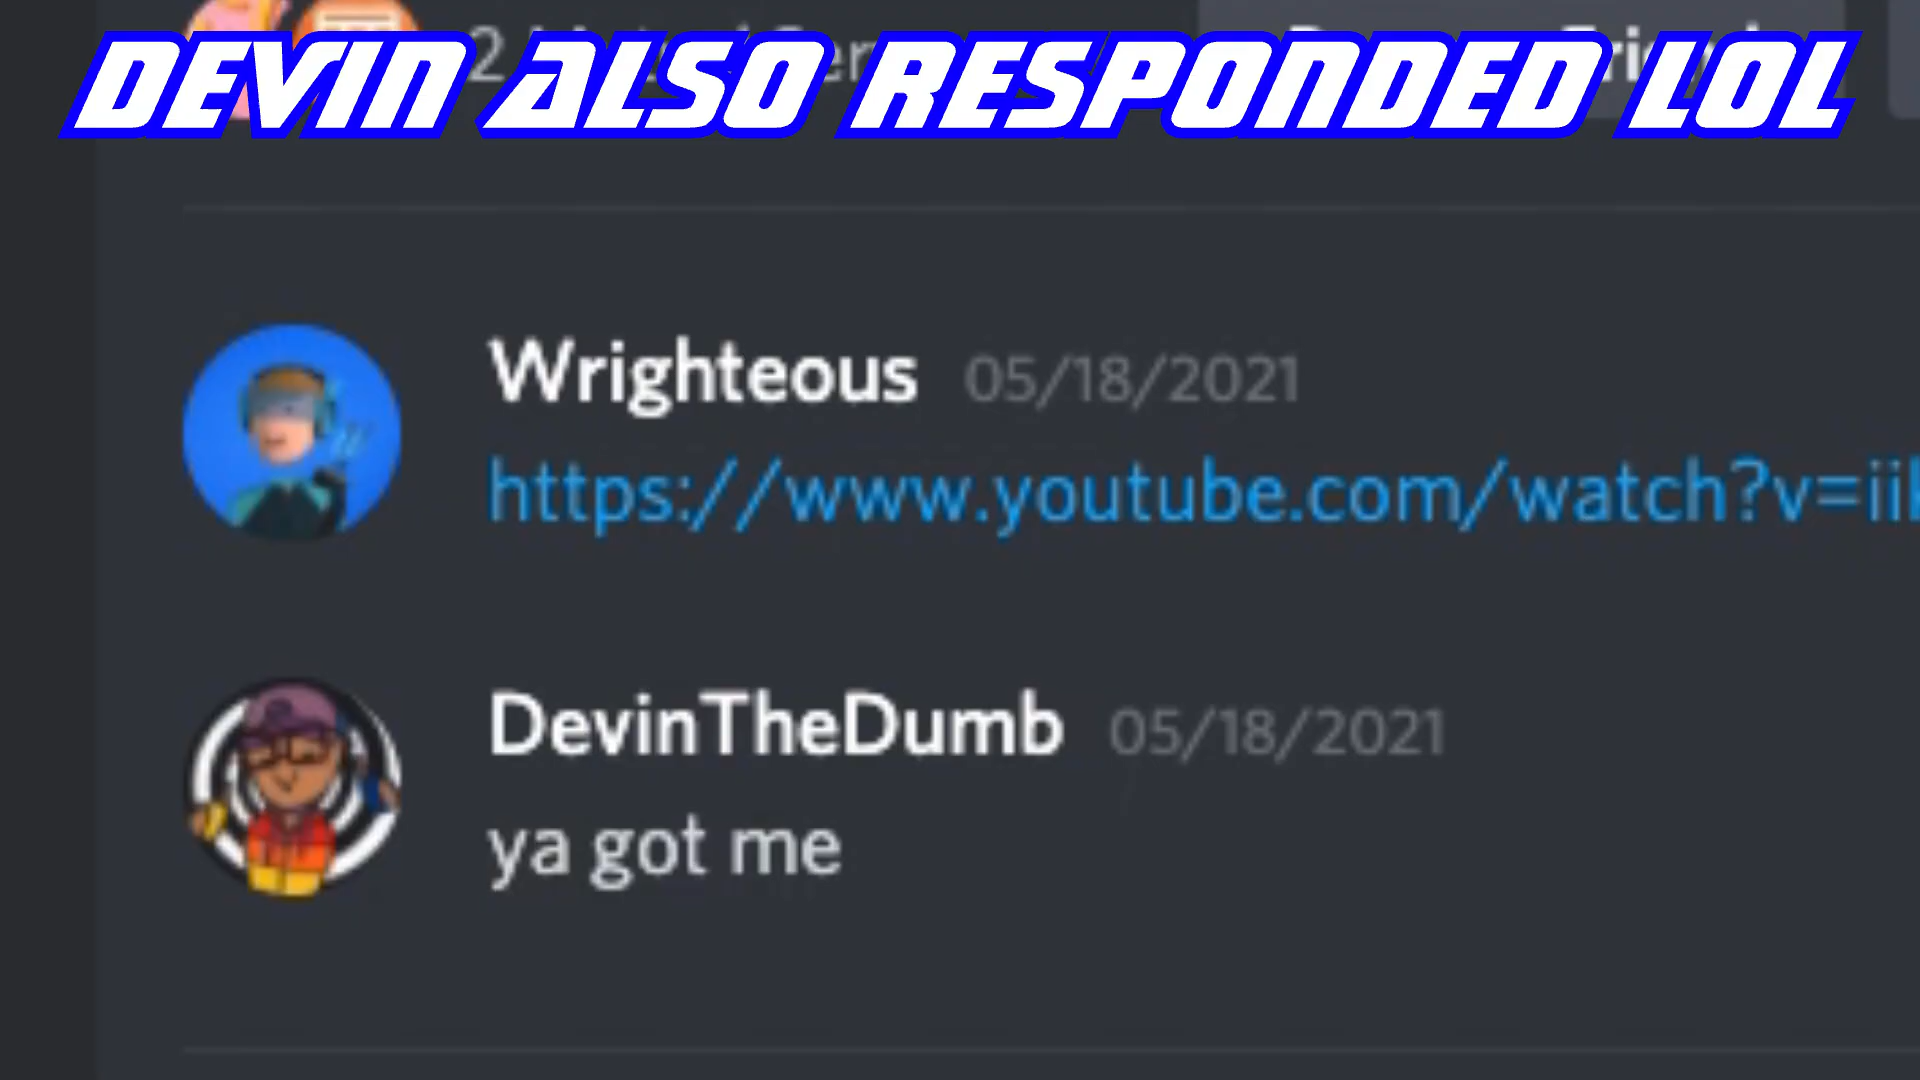 DEVIN ALSO RESPONDED LOL
Wrighteous 05/18/2021
https://www.youtube.com/watch?v=ii
DevinTheDumb 05/18/2021
ya got me